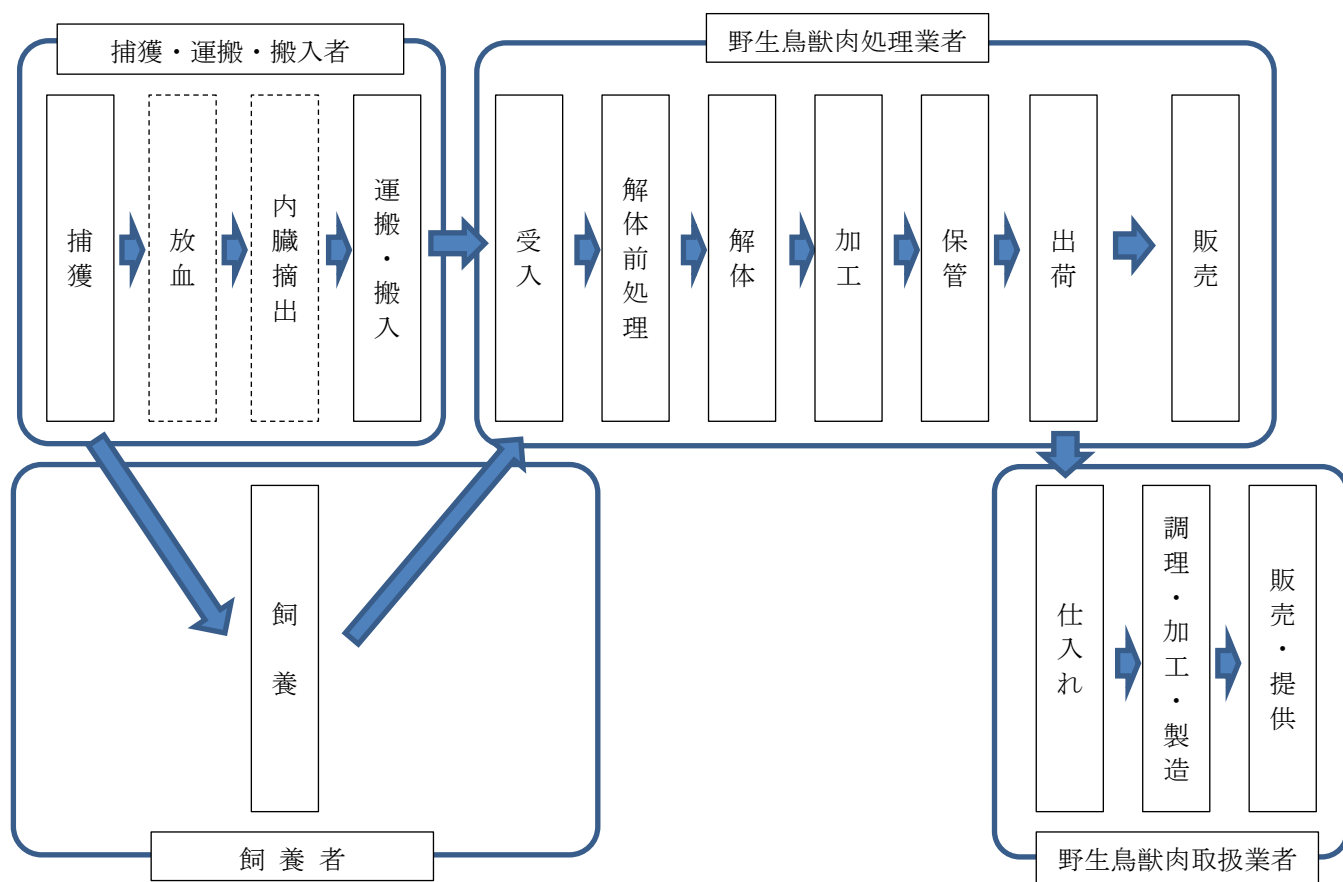 捕獲・運搬・搬入者
捕獲
放血
内臓摘出
運搬・搬入
野生鳥獣肉処理業者
受入
解体前処理
解体
加工
保管
出荷
販売
飼養
飼養者
仕入れ
調理・加工・製造
販売・提供
野生鳥獣肉取扱業者